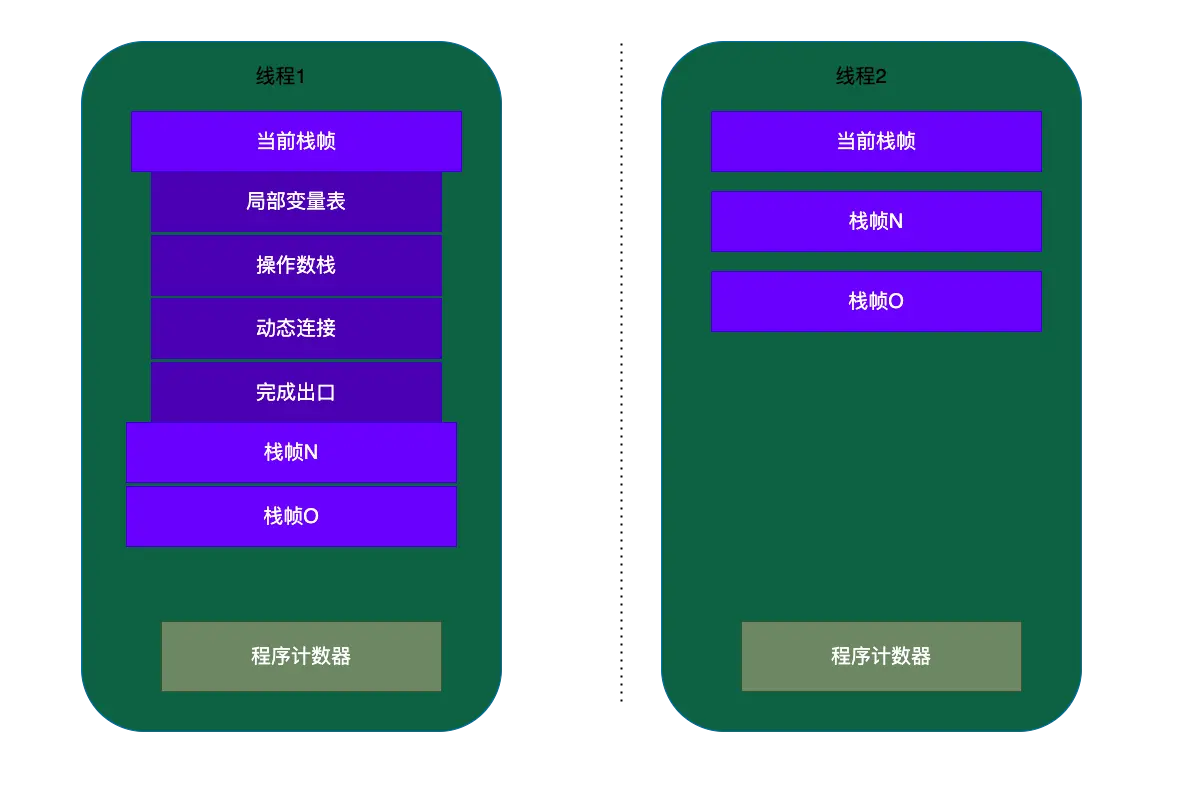 线程1
当前栈帧
局部变量表
操作数栈
动态连接
完成出口
栈帧N
栈帧O
程序计数器
线程2
当前栈帧
栈帧N
栈帧O
程序计数器